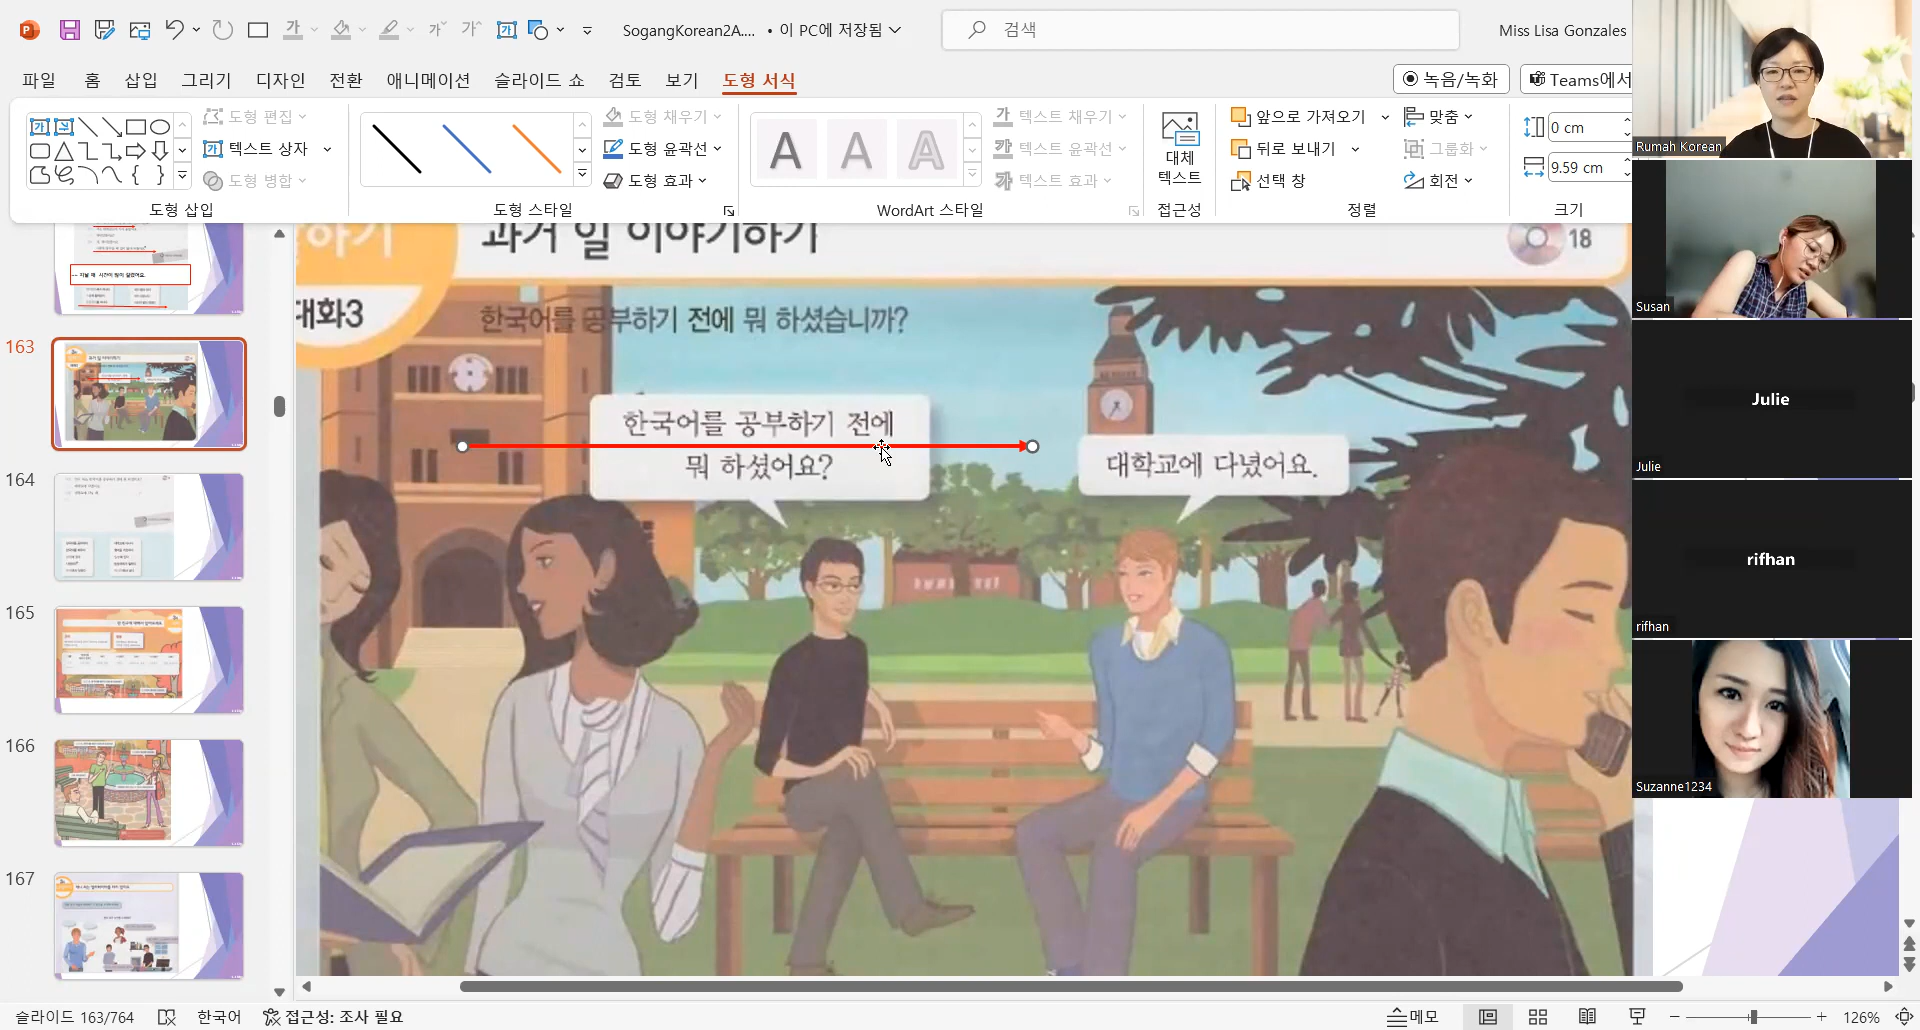 SogangKorean2A.... • 이 PC에 저장됨
검색
Miss Lisa Gonzales
파일 홈 삽입 그리기 디자인 전환 애니메이션 슬라이드 쇼 검토 보기 도형 서식
녹음/녹화
Teams에서
도형 편집
텍스트 상자
도형 병합
도형 삽입
도형 채우기
도형 윤곽선
도형 효과
도형 스타일
텍스트 채우기
텍스트 윤곽선
텍스트 효과
WordArt 스타일
대체
텍스트
접근성
앞으로 가져오기
뒤로 보내기
선택 창
맞춤
그룹화
회전
정렬
0 cm
9.59 cm
크기
163
164
165
166
167
하기
과거 일 이야기하기
18
대화3
한국어를 공부하기 전에 뭐 하셨습니까?
한국어를 공부하기 전에
뭐 하셨어요?
대학교에 다녔어요.
Rumah Korean
Susan
Julie
Julie
rifhan
rifhan
Suzanne1234
슬라이드 163/764
한국어
접근성: 조사 필요
메모
126%